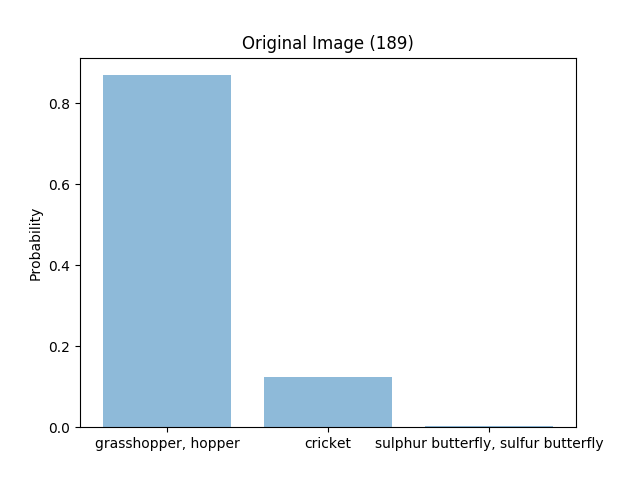 Original Image (189)
Probability
0.8
0.6
0.4
0.2
0.0
grasshopper, hopper
cricket
sulphur butterfly, sulfur butterfly